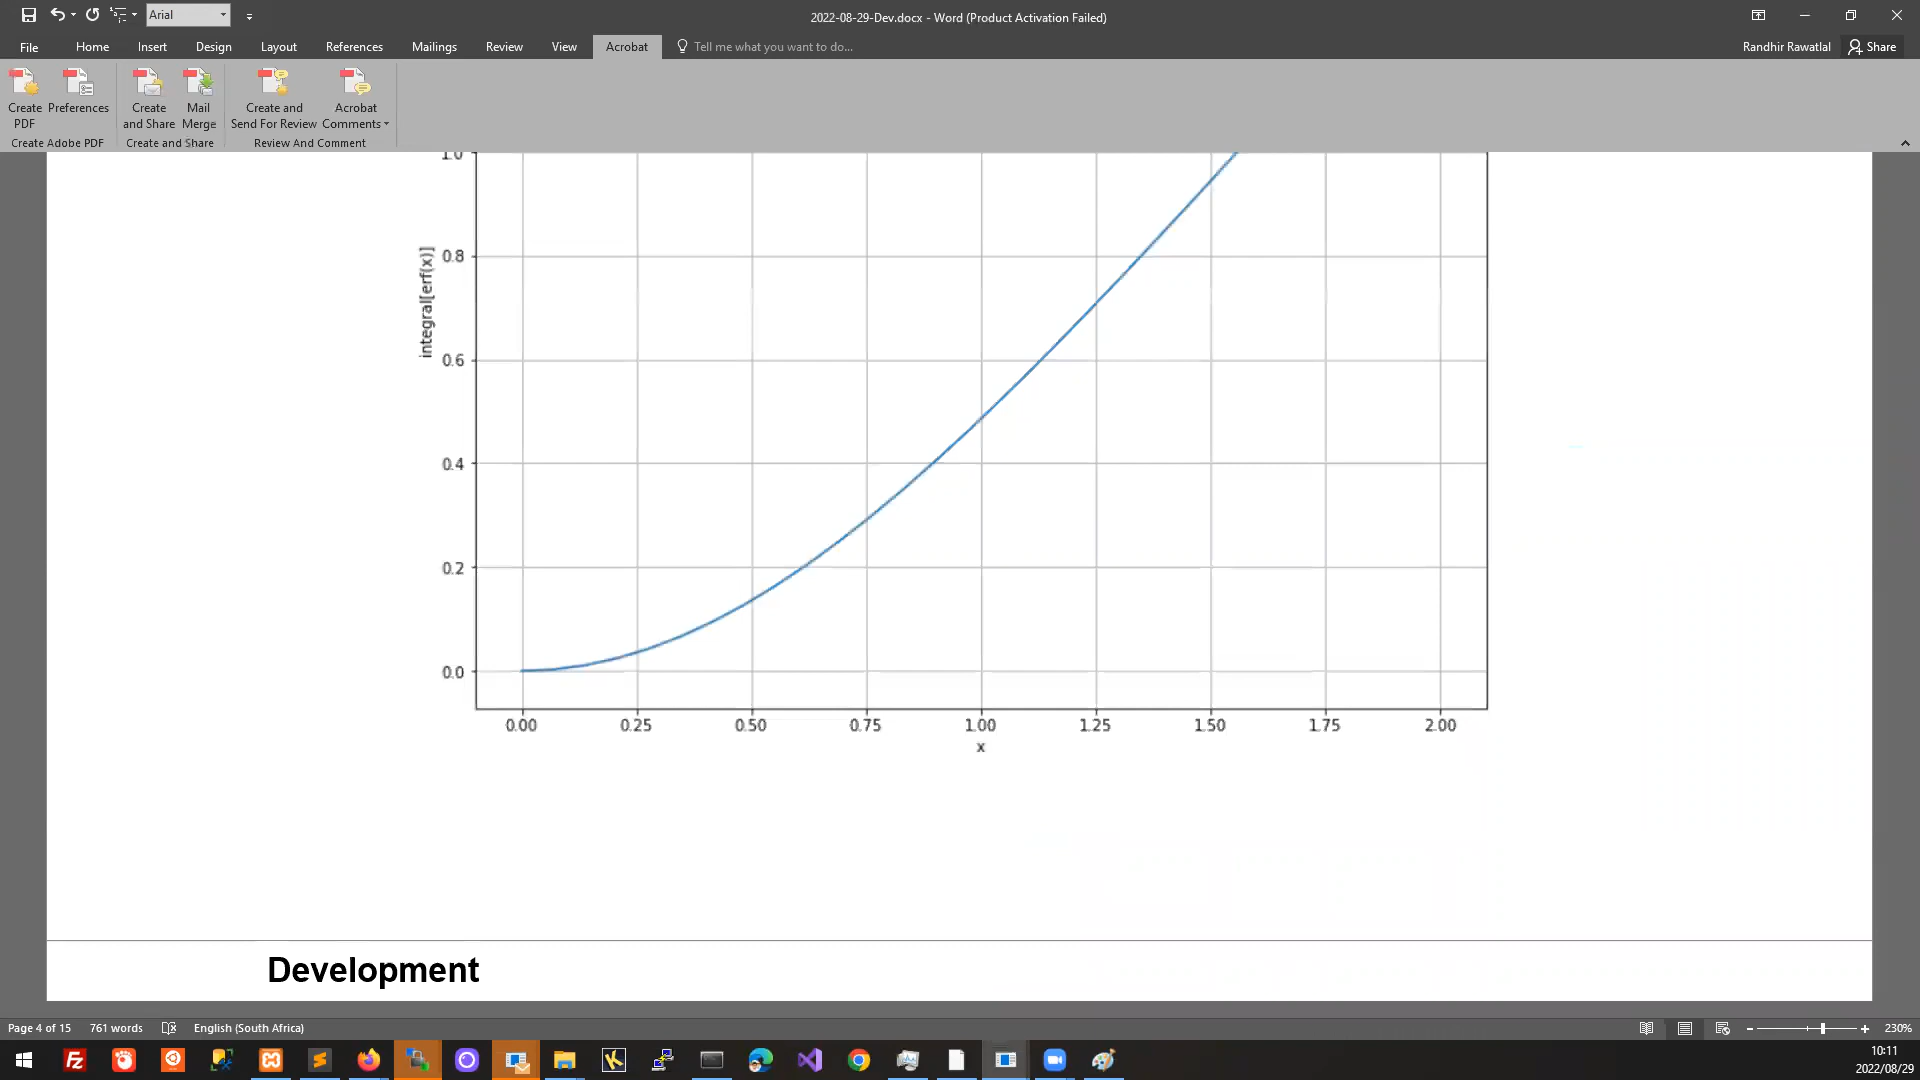 Arial
2022-08-29-Dev.docx - Word (Product Activation Failed)
File Home Insert Design Layout References Mailings Review View Acrobat Tell me what you want to do... Randhir Rawatlal Share
Create PDF
Preferences
Create and Share
Mail Merge
Create and Send For Review
Acrobat Comments
Create Adobe PDF Create and Share Review And Comment
1.0
0.8
0.6
0.4
0.2
0.0
integral[erf(x)]
0.00 0.25 0.50 0.75 1.00 1.25 1.50 1.75 2.00
x
Development
Page 4 of 15 761 words English (South Africa) 230%
10:11
2022/08/29